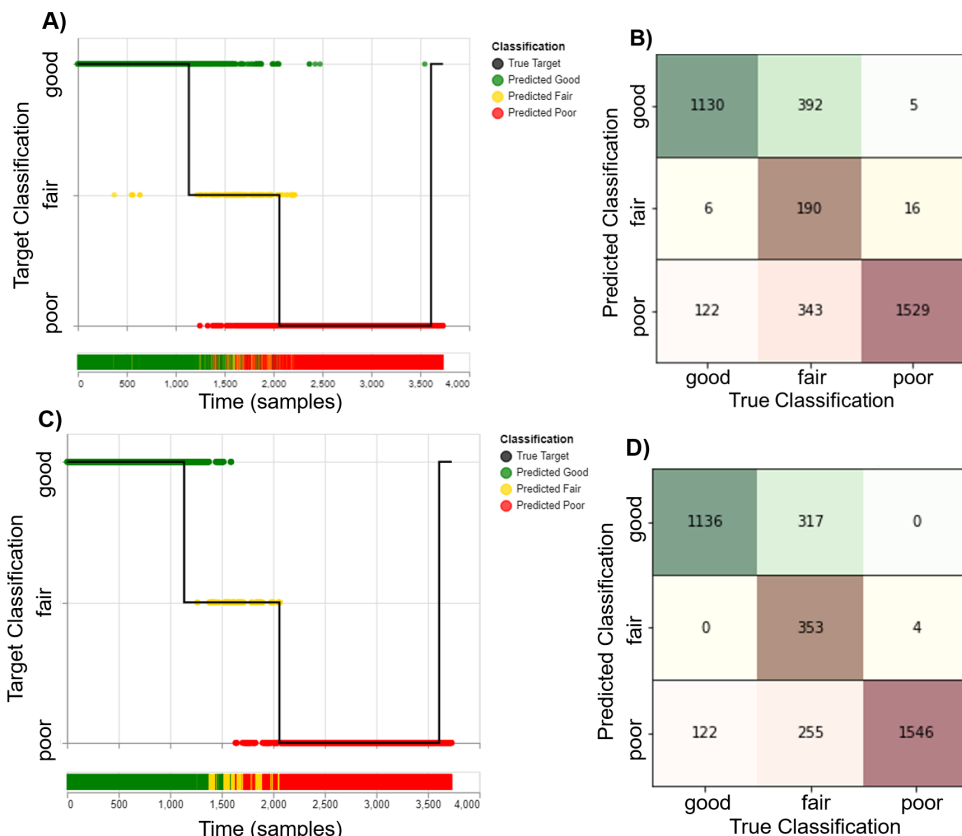 A)
Target Classification
good
fair
poor
Classification
True Target
Predicted Good
Predicted Fair
Predicted Poor
0 500 1,000 1,500 2,000 2,500 3,000 3,500 4,000
Time (samples)
B)
Predicted Classification
good
fair
poor
1130 392 5
6 190 16
122 343 1529
good fair poor
True Classification
C)
Target Classification
good
fair
poor
Classification
True Target
Predicted Good
Predicted Fair
Predicted Poor
0 500 1,000 1,500 2,000 2,500 3,000 3,500 4,000
Time (samples)
D)
Predicted Classification
good
fair
poor
1136 317 0
0 353 4
122 255 1546
good fair poor
True Classification